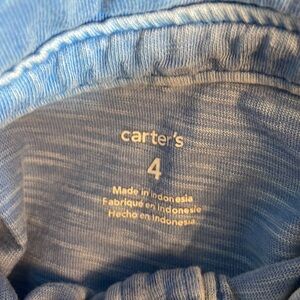 carter's
4
Made in Indonesia
Fabriqué en Indonésie
Hecho en Indonesia